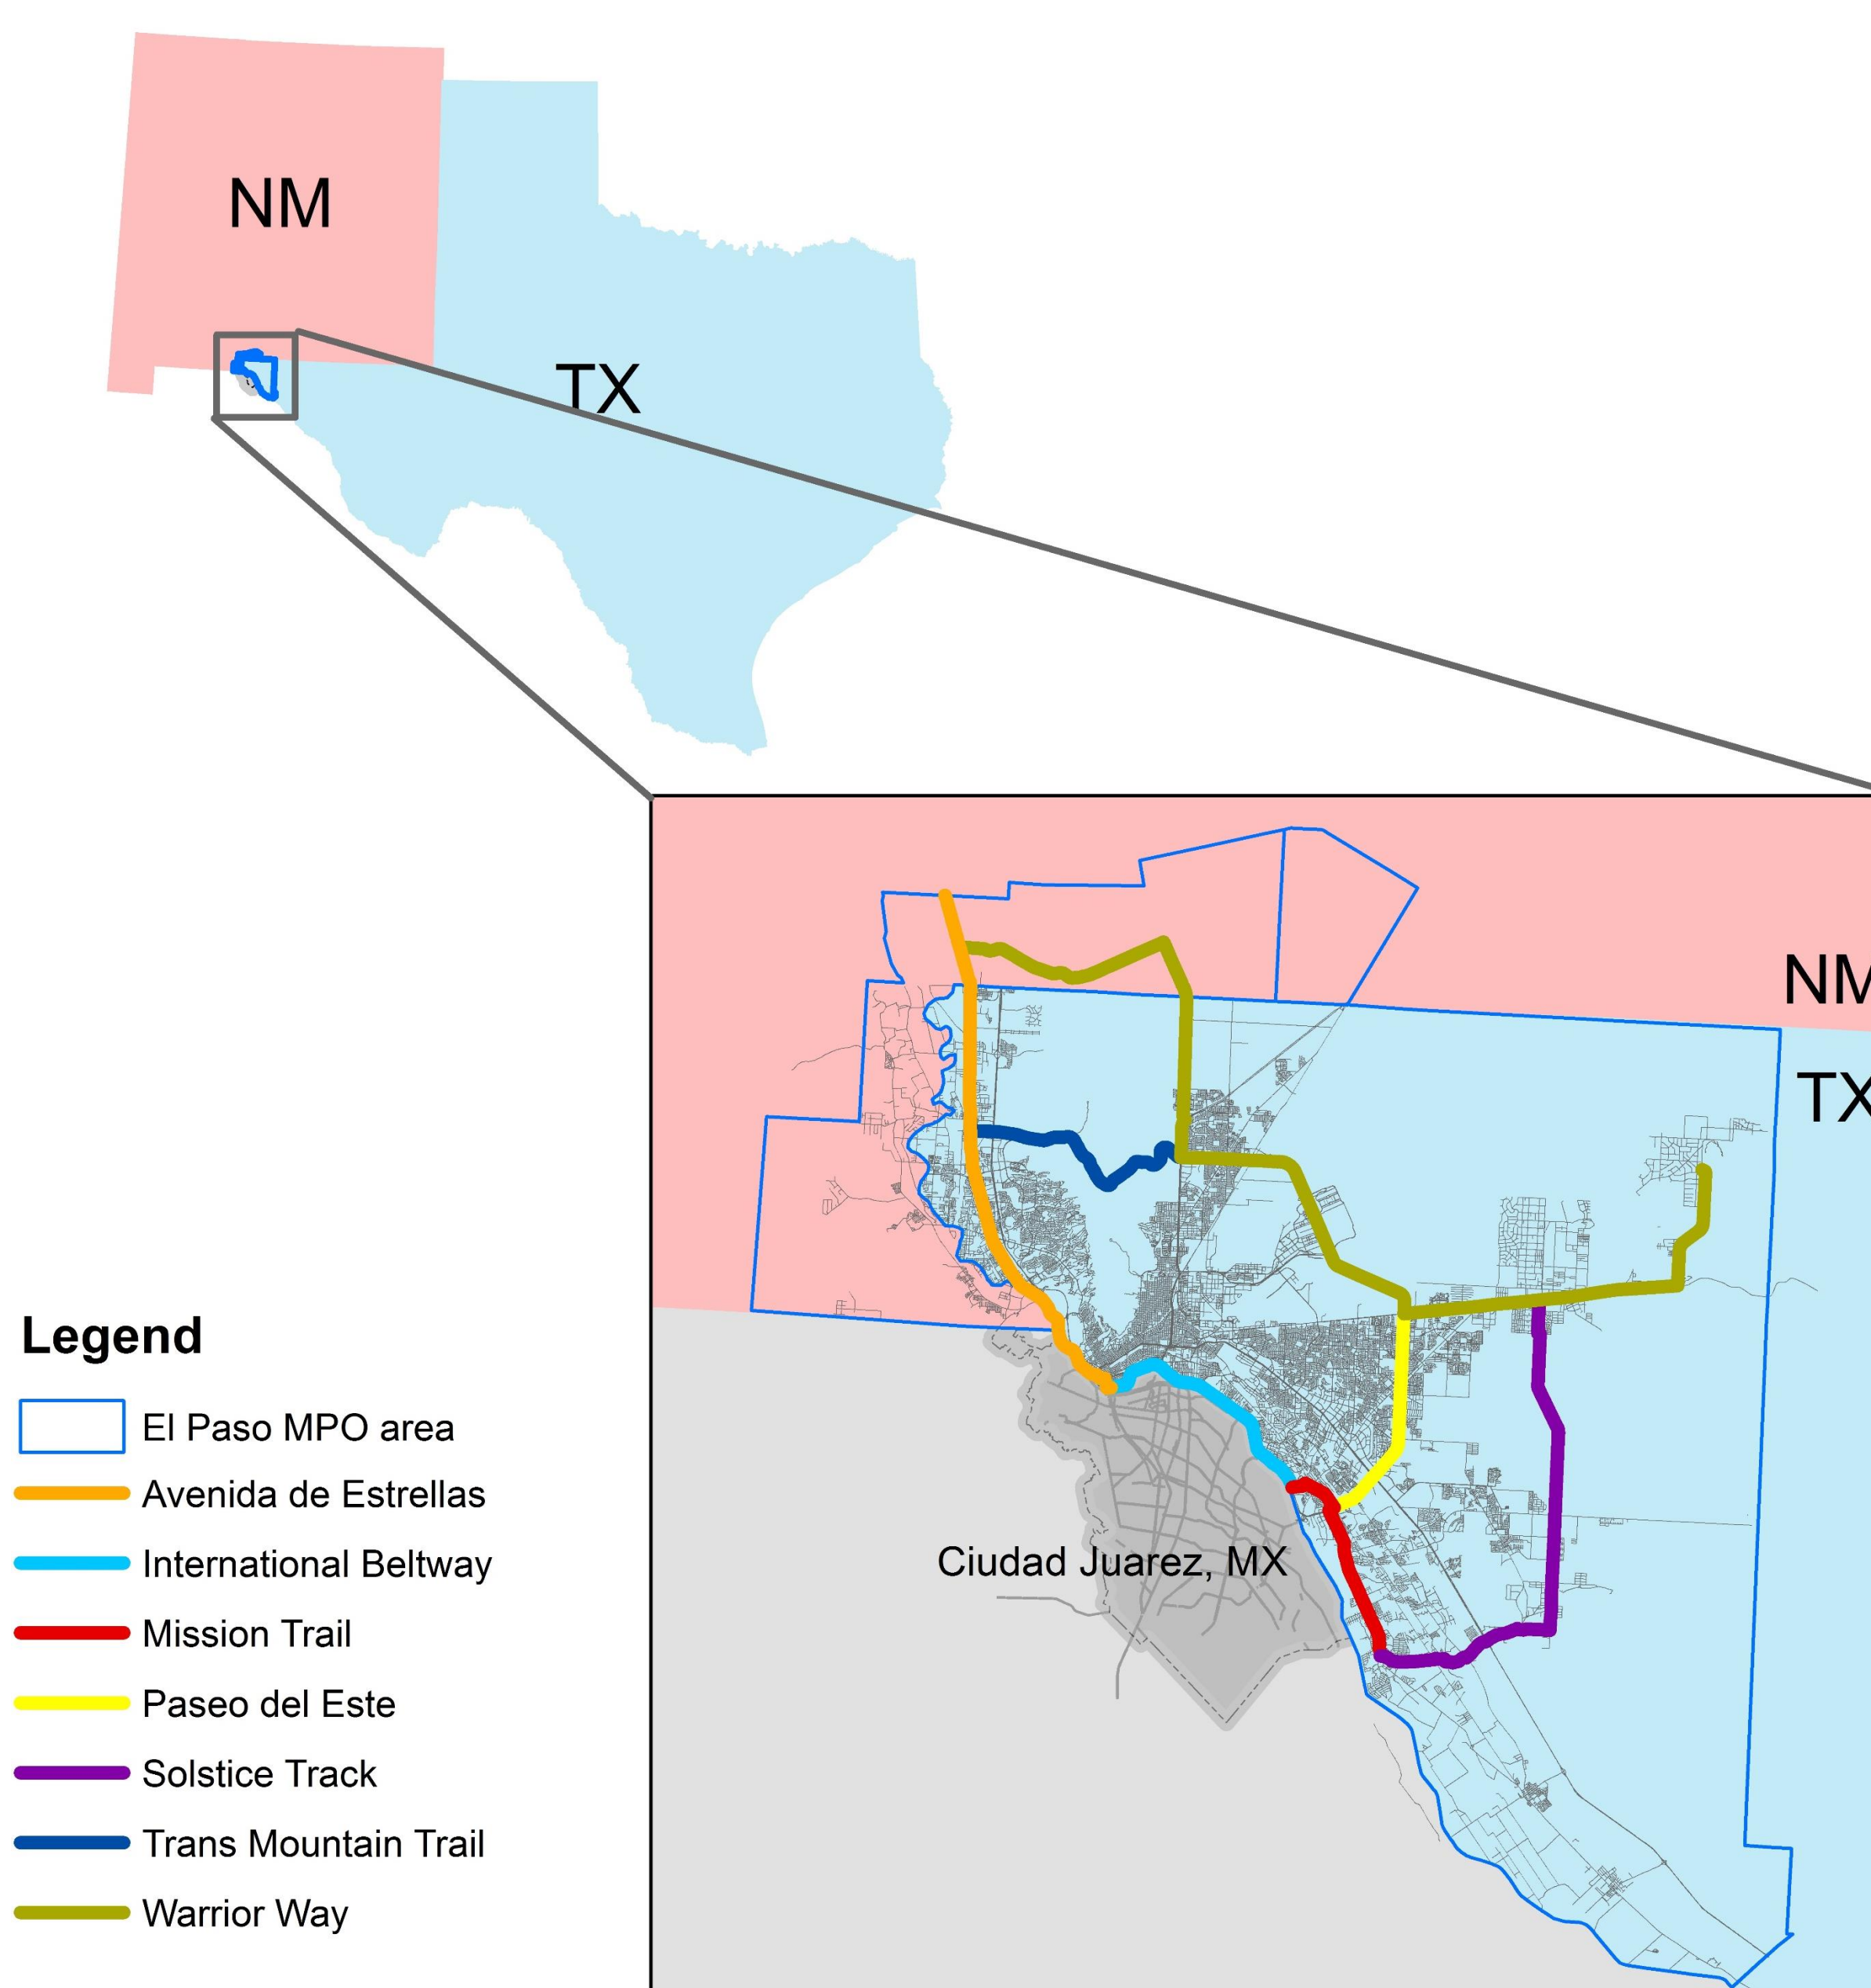 NM
TX
NM
TX
Ciudad Juarez, MX
Legend
El Paso MPO area
Avenida de Estrellas
International Beltway
Mission Trail
Paseo del Este
Solstice Track
Trans Mountain Trail
Warrior Way